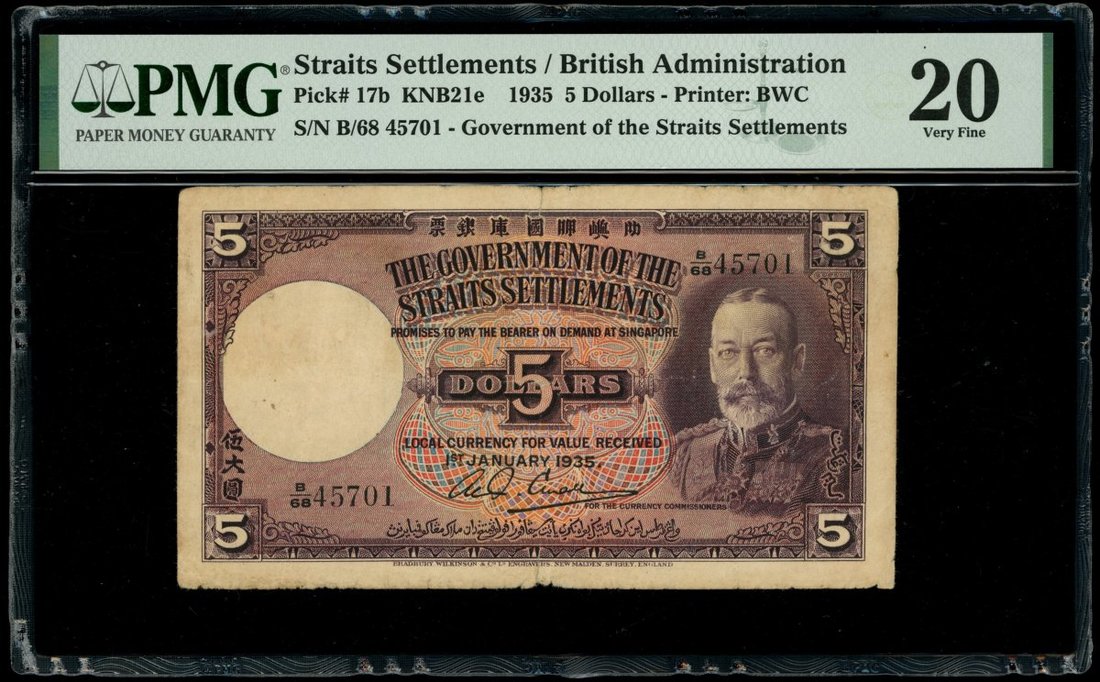 PMG®
PAPER MONEY GUARANTY
Straits Settlements / British Administration
Pick# 17b KNB21e 1935 5 Dollars - Printer: BWC
S/N B/68 45701 - Government of the Straits Settlements
20
Very Fine
5
票銀庫國
5
THE GOVERNMENT OF THE
STRAITS SETTLEMENTS
B/68 45701
PROMISES TO PAY THE BEARER ON DEMAND AT SINGAPORE
5
DOLLARS
LOCAL CURRENCY FOR VALUE RECEIVED
1ST JANUARY 1935.
伍大圓
B/68 45701
FOR THE CURRENCY COMMISSIONERS
5
5
BRADBURY WILKINSON & Co Ld ENGRAVERS, NEW MALDEN, SURREY, ENGLAND